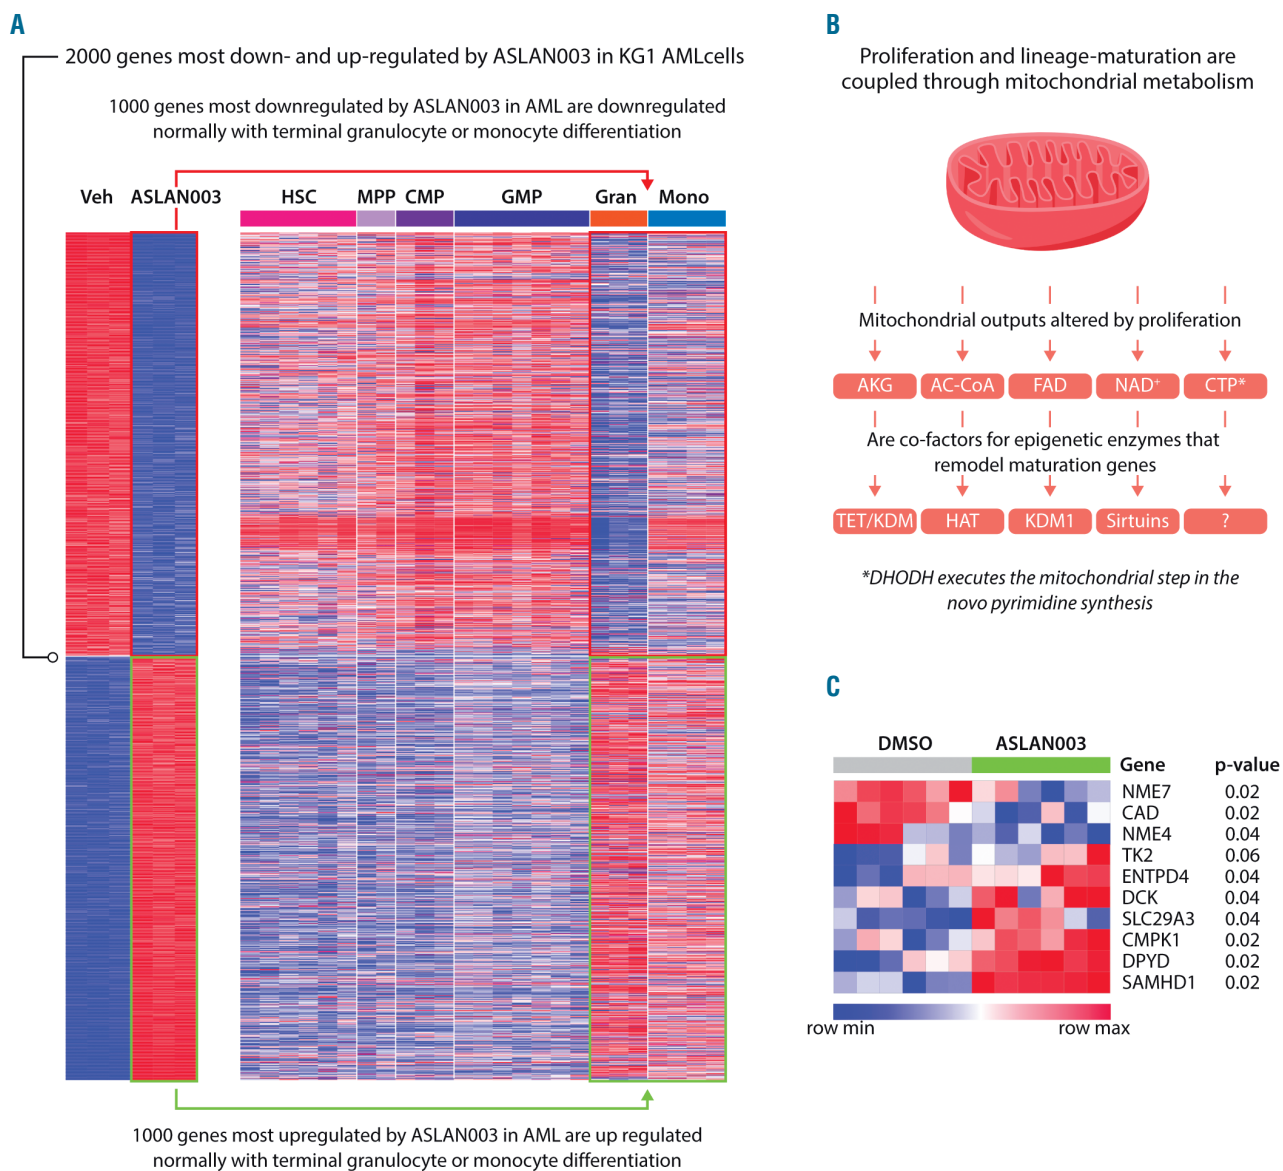 A
2000 genes most down- and up-regulated by ASLAN003 in KG1 AMLcells
1000 genes most downregulated by ASLAN003 in AML are downregulated
normally with terminal granulocyte or monocyte differentiation
Veh ASLAN003 HSC MPP CMP GMP Gran Mono
1000 genes most upregulated by ASLAN003 in AML are up regulated
normally with terminal granulocyte or monocyte differentiation
B
Proliferation and lineage-maturation are
coupled through mitochondrial metabolism
Mitochondrial outputs altered by proliferation
AKG AC-CoA FAD NAD⁺ CTP*
Are co-factors for epigenetic enzymes that
remodel maturation genes
TET/KDM HAT KDM1 Sirtuins ?
*DHODH executes the mitochondrial step in the
novo pyrimidine synthesis
C
DMSO ASLAN003
Gene p-value
NME7 0.02
CAD 0.02
NME4 0.04
TK2 0.06
ENTPD4 0.04
DCK 0.04
SLC29A3 0.04
CMPK1 0.02
DPYD 0.02
SAMHD1 0.02
row min row max